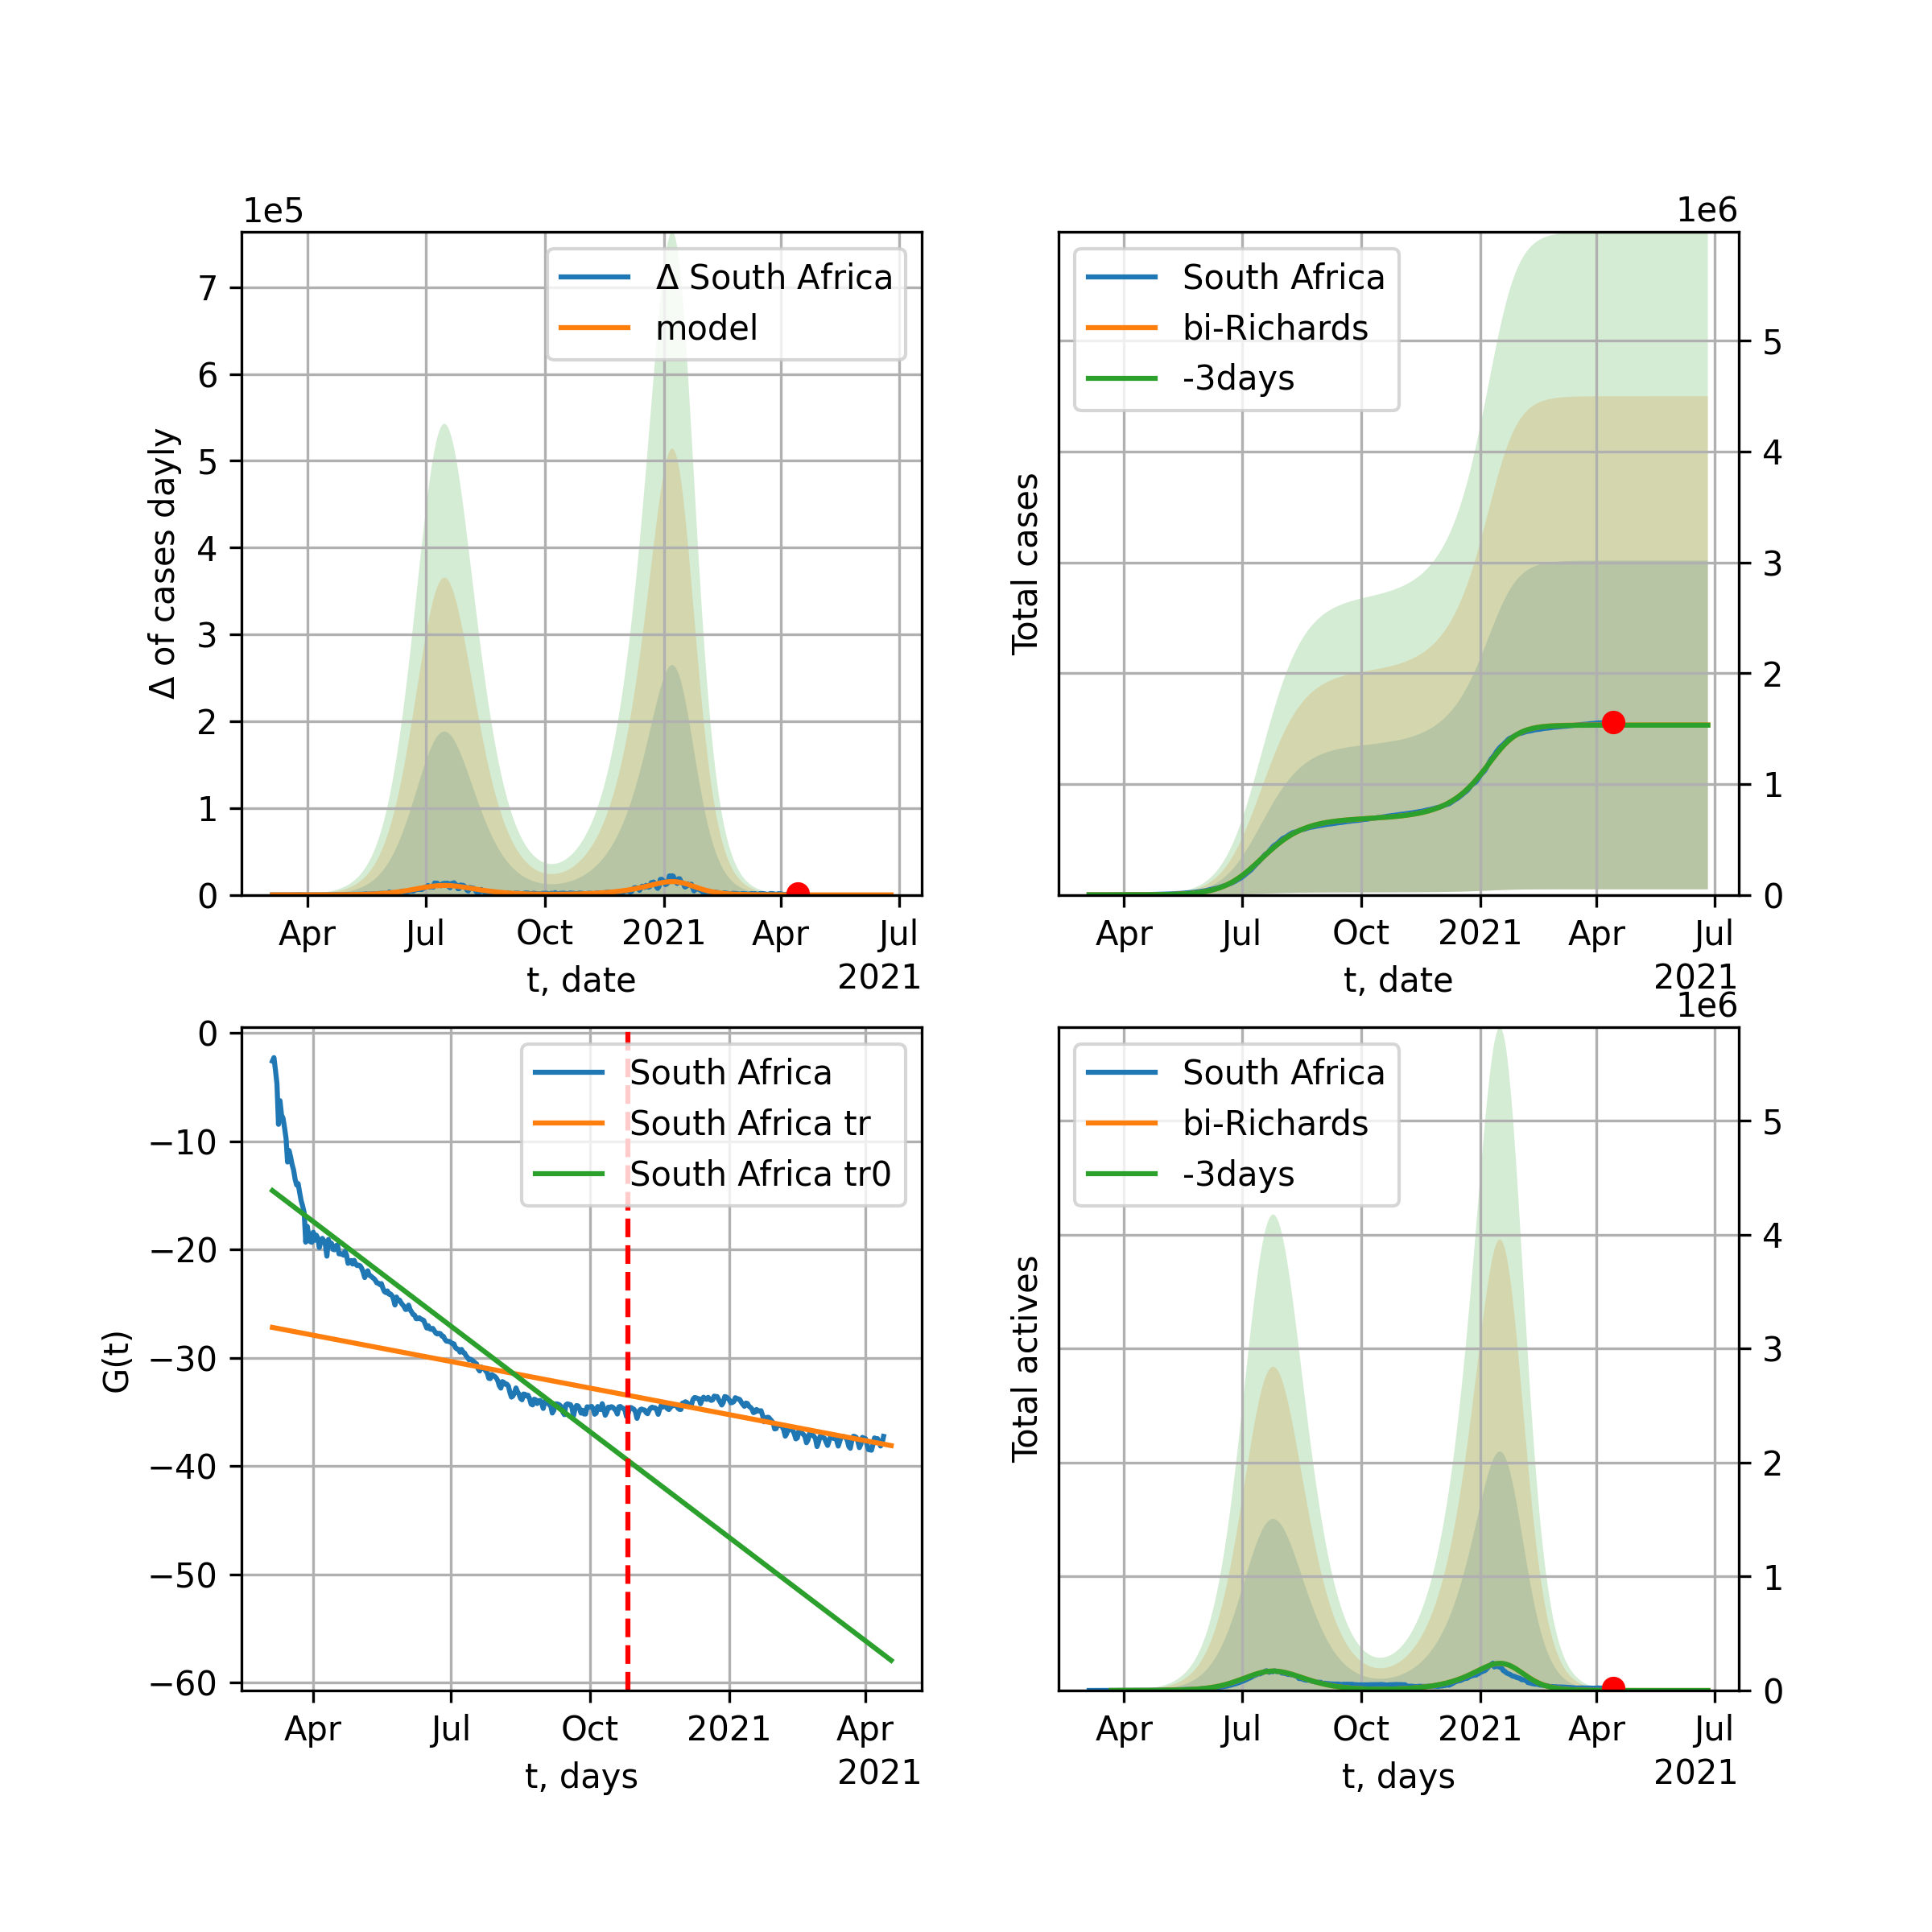 1e5
Δ South Africa
model
7
6
5
4
3
2
1
0
Δ of cases dayly
Apr Jul Oct 2021 Apr Jul
t, date
2021
1e6
South Africa
bi-Richards
-3days
5
4
3
2
1
0
Total cases
Apr Jul Oct 2021 Apr Jul
t, date
2021
0
−10
−20
−30
−40
−50
−60
G(t)
South Africa
South Africa tr
South Africa tr0
Apr Jul Oct 2021 Apr
t, days
2021
1e6
South Africa
bi-Richards
-3days
5
4
3
2
1
0
Total actives
Apr Jul Oct 2021 Apr Jul
t, days
2021